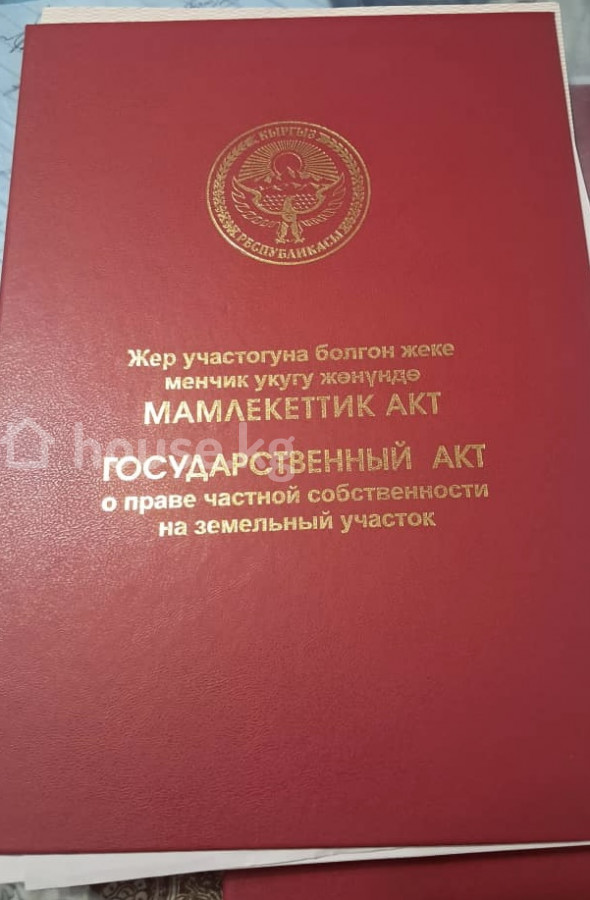 КЫРГЫЗ
РЕСПУБЛИКАСЫ
Жер участогуна болгон жеке
менчик укугу жөнүндө
МАМЛЕКЕТТИК АКТ
house.kg
ГОСУДАРСТВЕННЫЙ АКТ
о праве частной собственности
на земельный участок